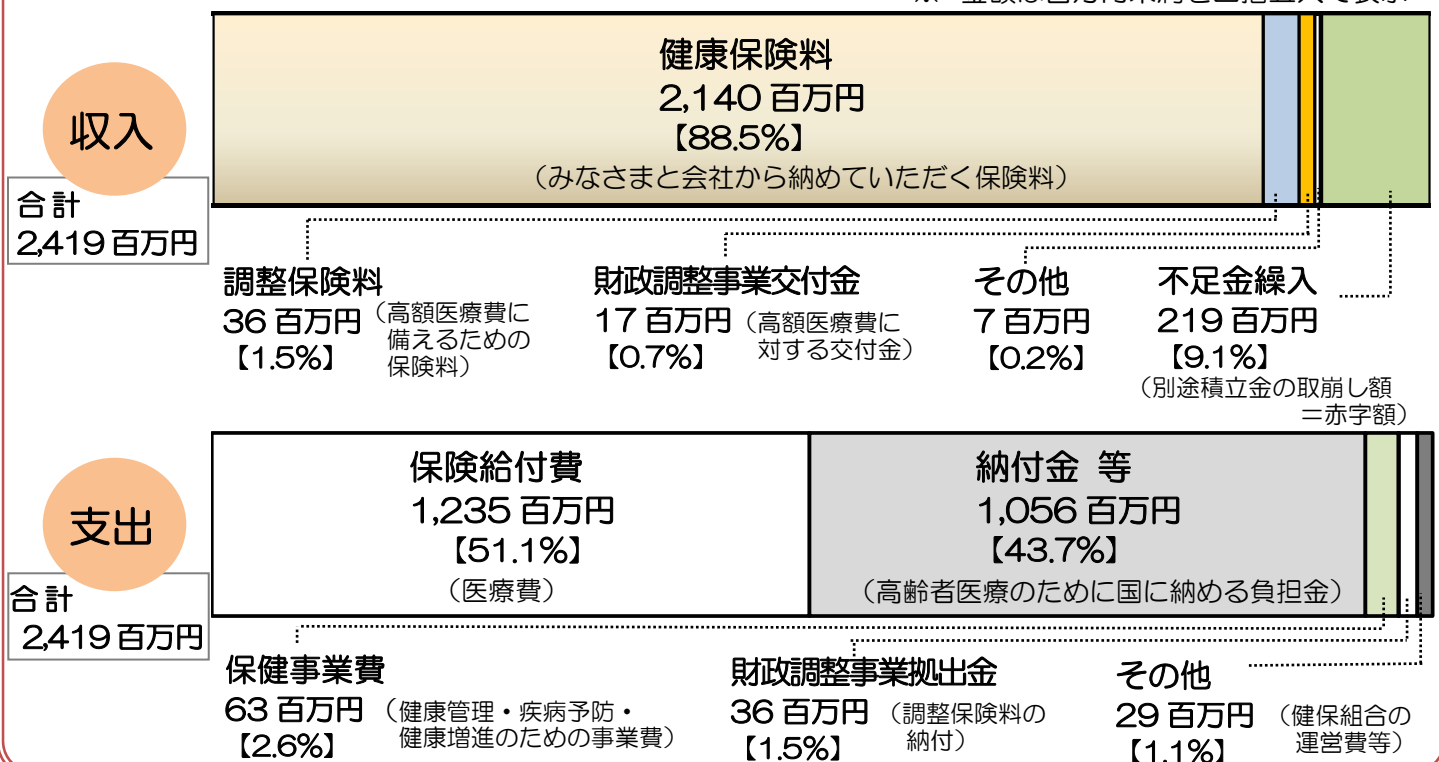 収入
合計
2,419 百万円
健康保険料
2,140 百万円
【88.5%】
（みなさまと会社から納めていただく保険料）
調整保険料
36 百万円
【1.5%】
（高額医療費に
備えるための
保険料）
財政調整事業交付金
17 百万円
【0.7%】
（高額医療費に
対する交付金）
その他
7 百万円
【0.2%】
不足金繰入
219 百万円
【9.1%】
（別途積立金の取崩し額
＝赤字額）
支出
合計
2,419 百万円
保険給付費
1,235 百万円
【51.1%】
（医療費）
納付金 等
1,056 百万円
【43.7%】
（高齢者医療のために国に納める負担金）
保健事業費
63 百万円
【2.6%】
（健康管理・疾病予防・
健康増進のための事業費）
財政調整事業拠出金
36 百万円
【1.5%】
（調整保険料の
納付）
その他
29 百万円
【1.1%】
（健保組合の
運営費等）